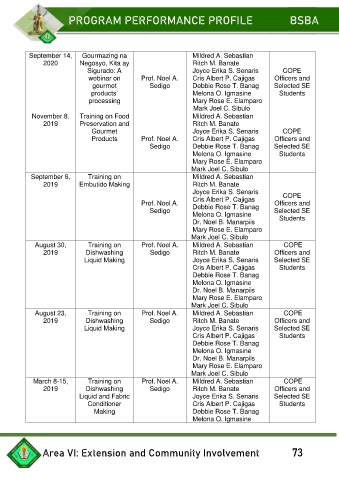 PROGRAM PERFORMANCE PROFILE BSBA
September 14, 2020
Gourmazing na Negosyo, Kita ay Sigurado: A webinar on gourmet products' processing
Prof. Noel A. Sedigo
Mildred A. Sebastian
Ritch M. Banate
Joyce Erika S. Senaris
Cris Albert P. Cajigas
Debbie Rose T. Banag
Melona O. Igmasine
Mary Rose E. Elamparo
Mark Joel C. Sibulo
COPE Officers and Selected SE Students
November 8, 2019
Training on Food Preservation and Gourmet Products
Prof. Noel A. Sedigo
Mildred A. Sebastian
Ritch M. Banate
Joyce Erika S. Senaris
Cris Albert P. Cajigas
Debbie Rose T. Banag
Melona O. Igmasine
Mary Rose E. Elamparo
Mark Joel C. Sibulo
COPE Officers and Selected SE Students
September 6, 2019
Training on Embutido Making
Prof. Noel A. Sedigo
Mildred A. Sebastian
Ritch M. Banate
Joyce Erika S. Senaris
Cris Albert P. Cajigas
Debbie Rose T. Banag
Melona O. Igmasine
Dr. Noel B. Manarpiis
Mary Rose E. Elamparo
Mark Joel C. Sibulo
COPE Officers and Selected SE Students
August 30, 2019
Training on Dishwashing Liquid Making
Prof. Noel A. Sedigo
Mildred A. Sebastian
Ritch M. Banate
Joyce Erika S. Senaris
Cris Albert P. Cajigas
Debbie Rose T. Banag
Melona O. Igmasine
Dr. Noel B. Manarpiis
Mary Rose E. Elamparo
Mark Joel C. Sibulo
COPE Officers and Selected SE Students
August 23, 2019
Training on Dishwashing Liquid Making
Prof. Noel A. Sedigo
Mildred A. Sebastian
Ritch M. Banate
Joyce Erika S. Senaris
Cris Albert P. Cajigas
Debbie Rose T. Banag
Melona O. Igmasine
Dr. Noel B. Manarpiis
Mary Rose E. Elamparo
Mark Joel C. Sibulo
COPE Officers and Selected SE Students
March 8-15, 2019
Training on Dishwashing Liquid and Fabric Conditioner Making
Prof. Noel A. Sedigo
Mildred A. Sebastian
Ritch M. Banate
Joyce Erika S. Senaris
Cris Albert P. Cajigas
Debbie Rose T. Banag
Melona O. Igmasine
COPE Officers and Selected SE Students
Area VI: Extension and Community Involvement 73